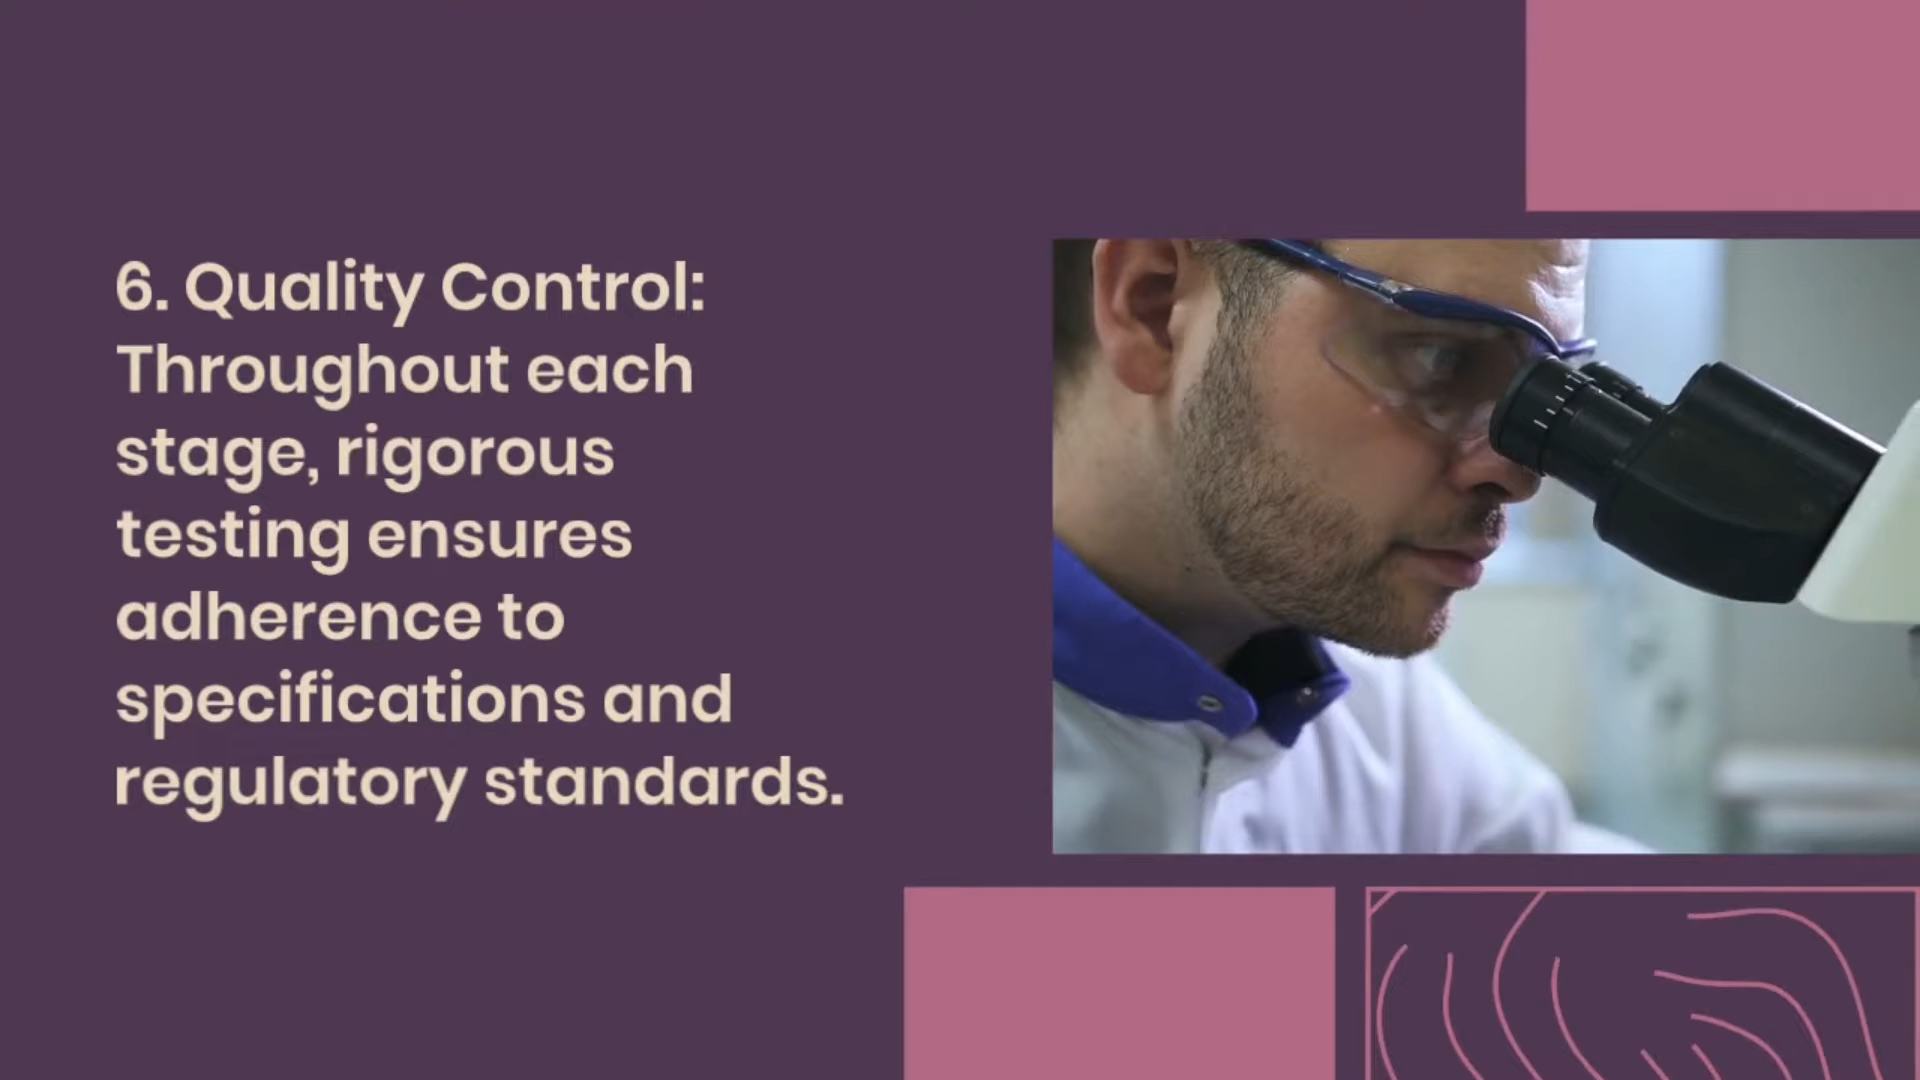 6. Quality Control:
Throughout each
stage, rigorous
testing ensures
adherence to
specifications and
regulatory standards.